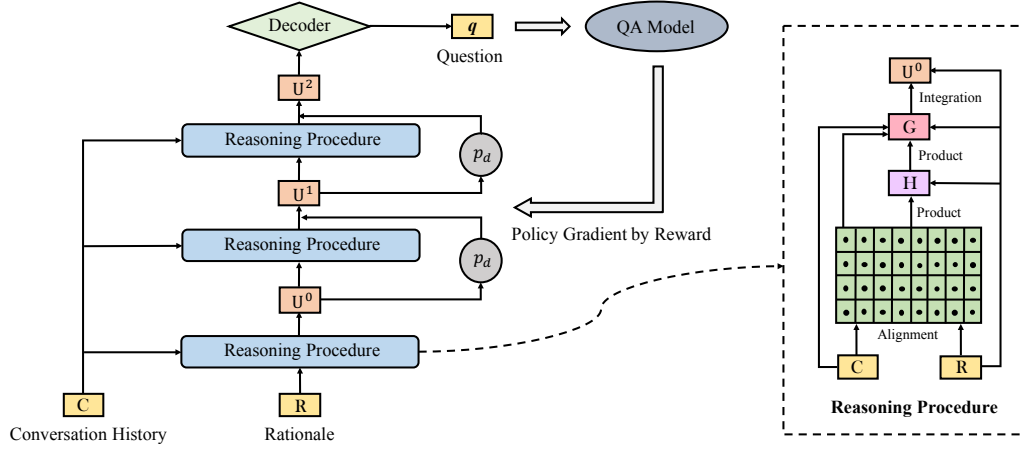 Decoder
q
QA Model
Question
U²
Reasoning Procedure
p_d
U¹
Policy Gradient by Reward
Reasoning Procedure
p_d
U⁰
Reasoning Procedure
C
R
Conversation History
Rationale
U⁰
Integration
G
Product
H
Product
Alignment
C
R
Reasoning Procedure